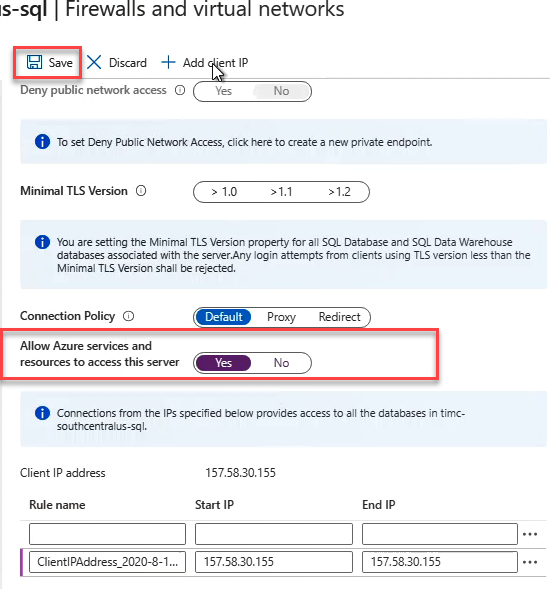 us-sql | Firewalls and virtual networks
Save Discard Add client IP
Deny public network access Yes No
To set Deny Public Network Access, click here to create a new private endpoint.
Minimal TLS Version > 1.0 >1.1 >1.2
You are setting the Minimal TLS Version property for all SQL Database and SQL Data Warehouse
databases associated with the server.Any login attempts from clients using TLS version less than the
Minimal TLS Version shall be rejected.
Connection Policy Default Proxy Redirect
Allow Azure services and
resources to access this server Yes No
Connections from the IPs specified below provides access to all the databases in timc-
southcentralus-sql.
Client IP address 157.58.30.155
Rule name Start IP End IP
ClientIPAddress_2020-8-1... 157.58.30.155 157.58.30.155